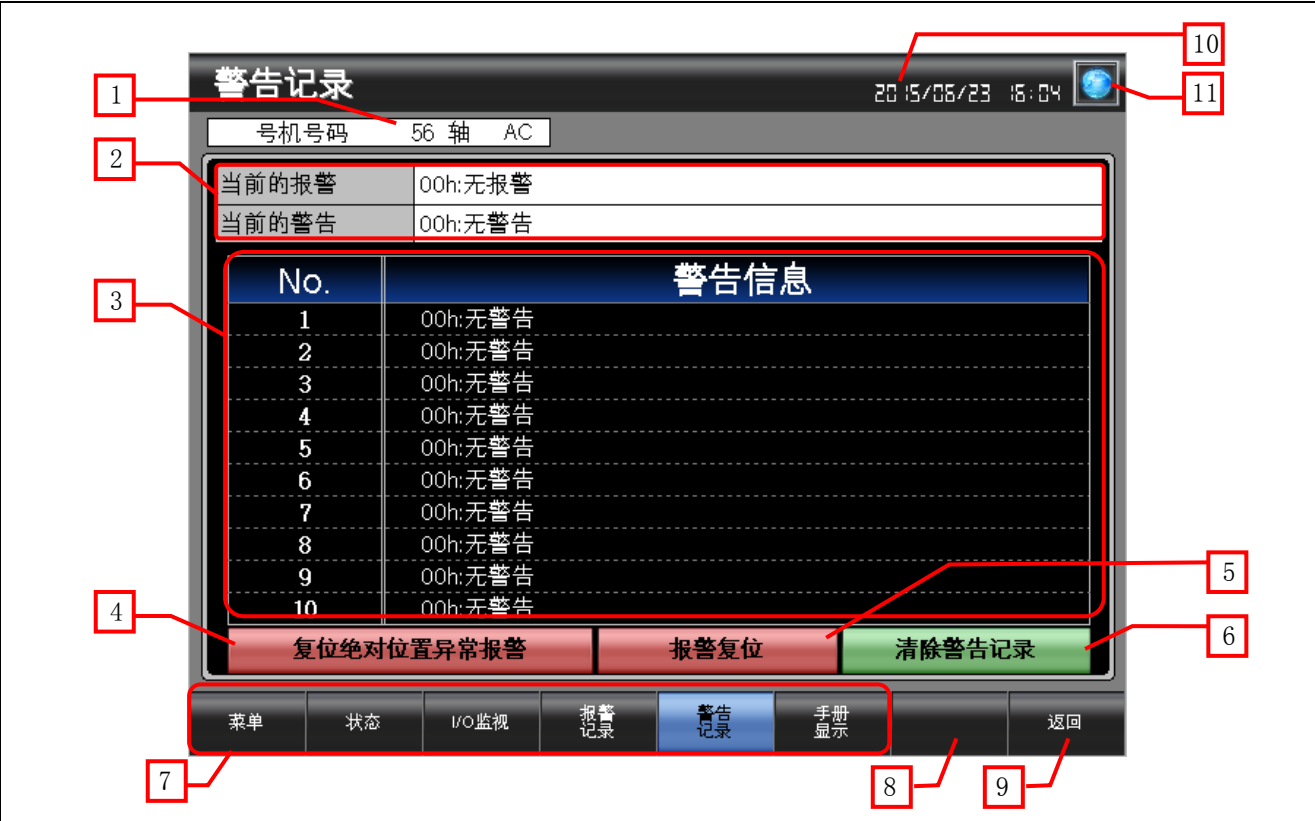 10
警告记录
2015/06/23 16:04
1
11
号机号码 56 轴 AC
2
当前的报警 00h:无报警
当前的警告 00h:无警告
No. 警告信息
3
1 00h:无警告
2 00h:无警告
3 00h:无警告
4 00h:无警告
5 00h:无警告
6 00h:无警告
7 00h:无警告
8 00h:无警告
9 00h:无警告
10 00h:无警告
5
4
复位绝对位置异常报警 报警复位 清除警告记录
6
菜单 状态 I/O监视 报警记录 警告记录 手册显示 返回
7
8
9